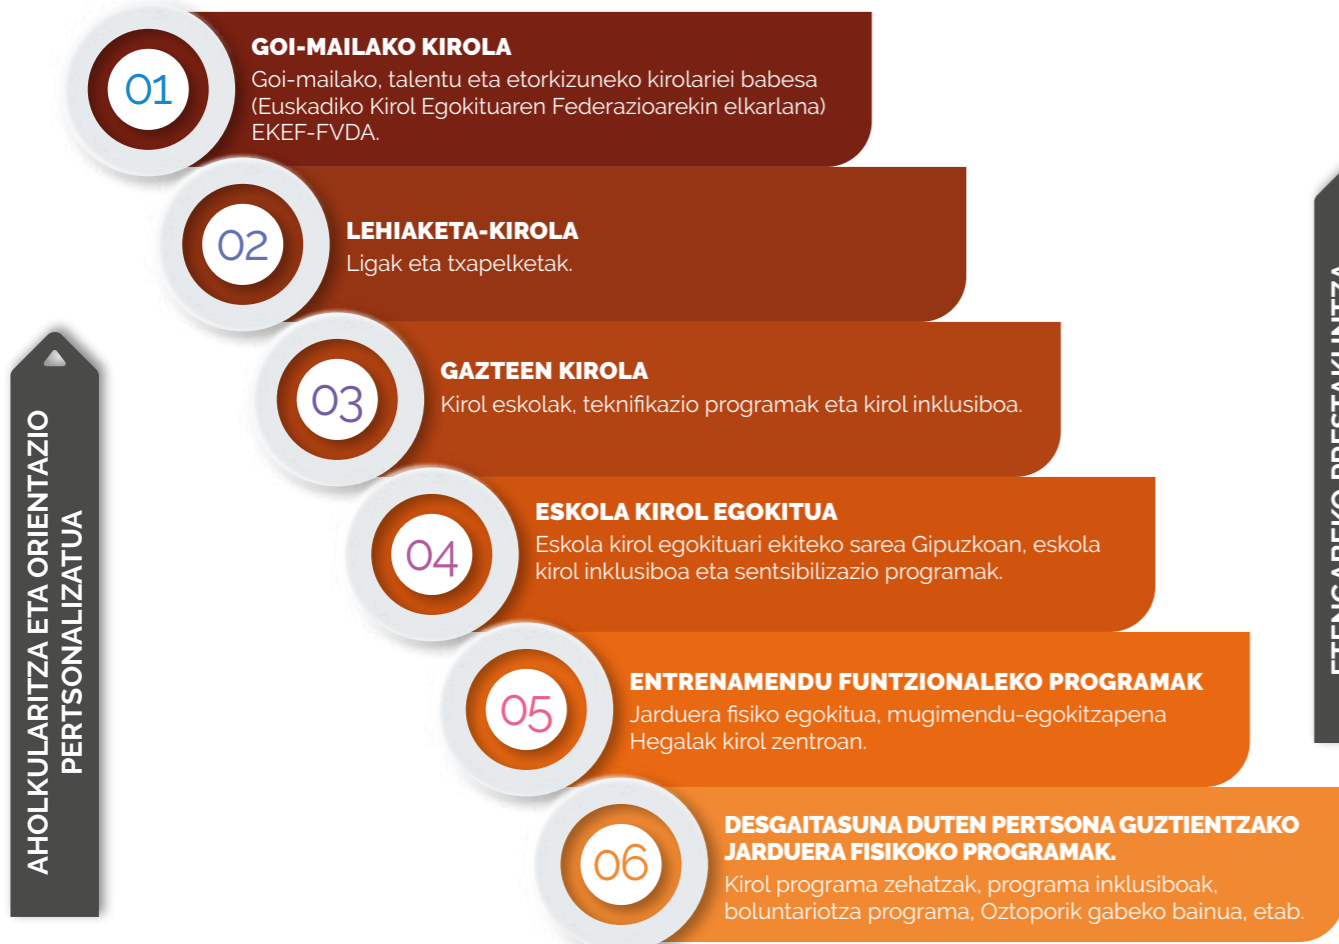 01
GOI-MAILAKO KIROLA
Goi-mailako, talentu eta etorkizuneko kirolariei babesa
(Euskadiko Kirol Egokituaren Federazioarekin elkarlana)
EKEF-FVDA.
02
LEHIAKETA-KIROLA
Ligak eta txapelketak.
03
GAZTEEN KIROLA
Kirol eskolak, teknifikazio programak eta kirol inklusiboa.
04
ESKOLA KIROL EGOKITUA
Eskola kirol egokituari ekiteko sarea Gipuzkoan, eskola
kirol inklusiboa eta sentsibilizazio programak.
05
ENTRENAMENDU FUNTZIONALEKO PROGRAMAK
Jarduera fisiko egokitua, mugimendu-egokitzapena
Hegalak kirol zentroan.
06
DESGAITASUNA DUTEN PERTSONA GUZTIENTZAKO
JARDUERA FISIKOKO PROGRAMAK.
Kirol programa zehatzak, programa inklusiboak,
boluntariotza programa, Oztoporik gabeko bainua, etab.
AHOLKULARITZA ETA ORIENTAZIO
PERTSONALIZATUA